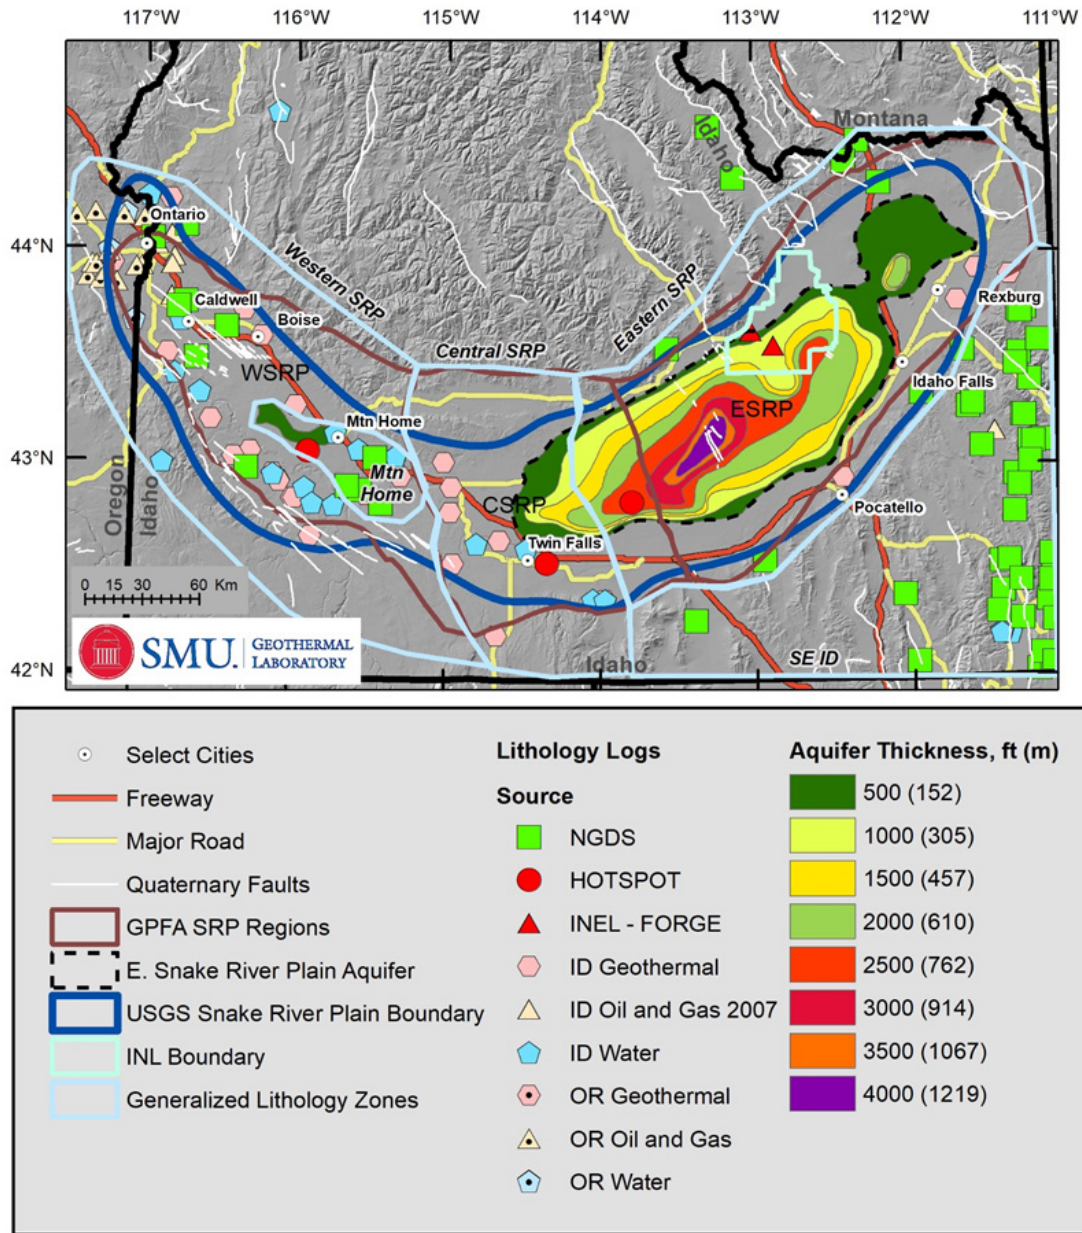 117°W 116°W 115°W 114°W 113°W 112°W 111°W
Montana
Idaho
Ontario
44°N
Western SRP
Eastern SRP
Caldwell
Rexburg
Boise
Central SRP
WSRP
Idaho Falls
ESRP
Mtn Home
43°N
Mtn
Home
Oregon
Idaho
CSRP
Pocatello
Twin Falls
0 15 30 60 Km
SMU. GEOTHERMAL
LABORATORY
Idaho
SE ID
42°N
Select Cities
Freeway
Major Road
Quaternary Faults
GPFA SRP Regions
E. Snake River Plain Aquifer
USGS Snake River Plain Boundary
INL Boundary
Generalized Lithology Zones
Lithology Logs
Source
NGDS
HOTSPOT
INEL - FORGE
ID Geothermal
ID Oil and Gas 2007
ID Water
OR Geothermal
OR Oil and Gas
OR Water
Aquifer Thickness, ft (m)
500 (152)
1000 (305)
1500 (457)
2000 (610)
2500 (762)
3000 (914)
3500 (1067)
4000 (1219)